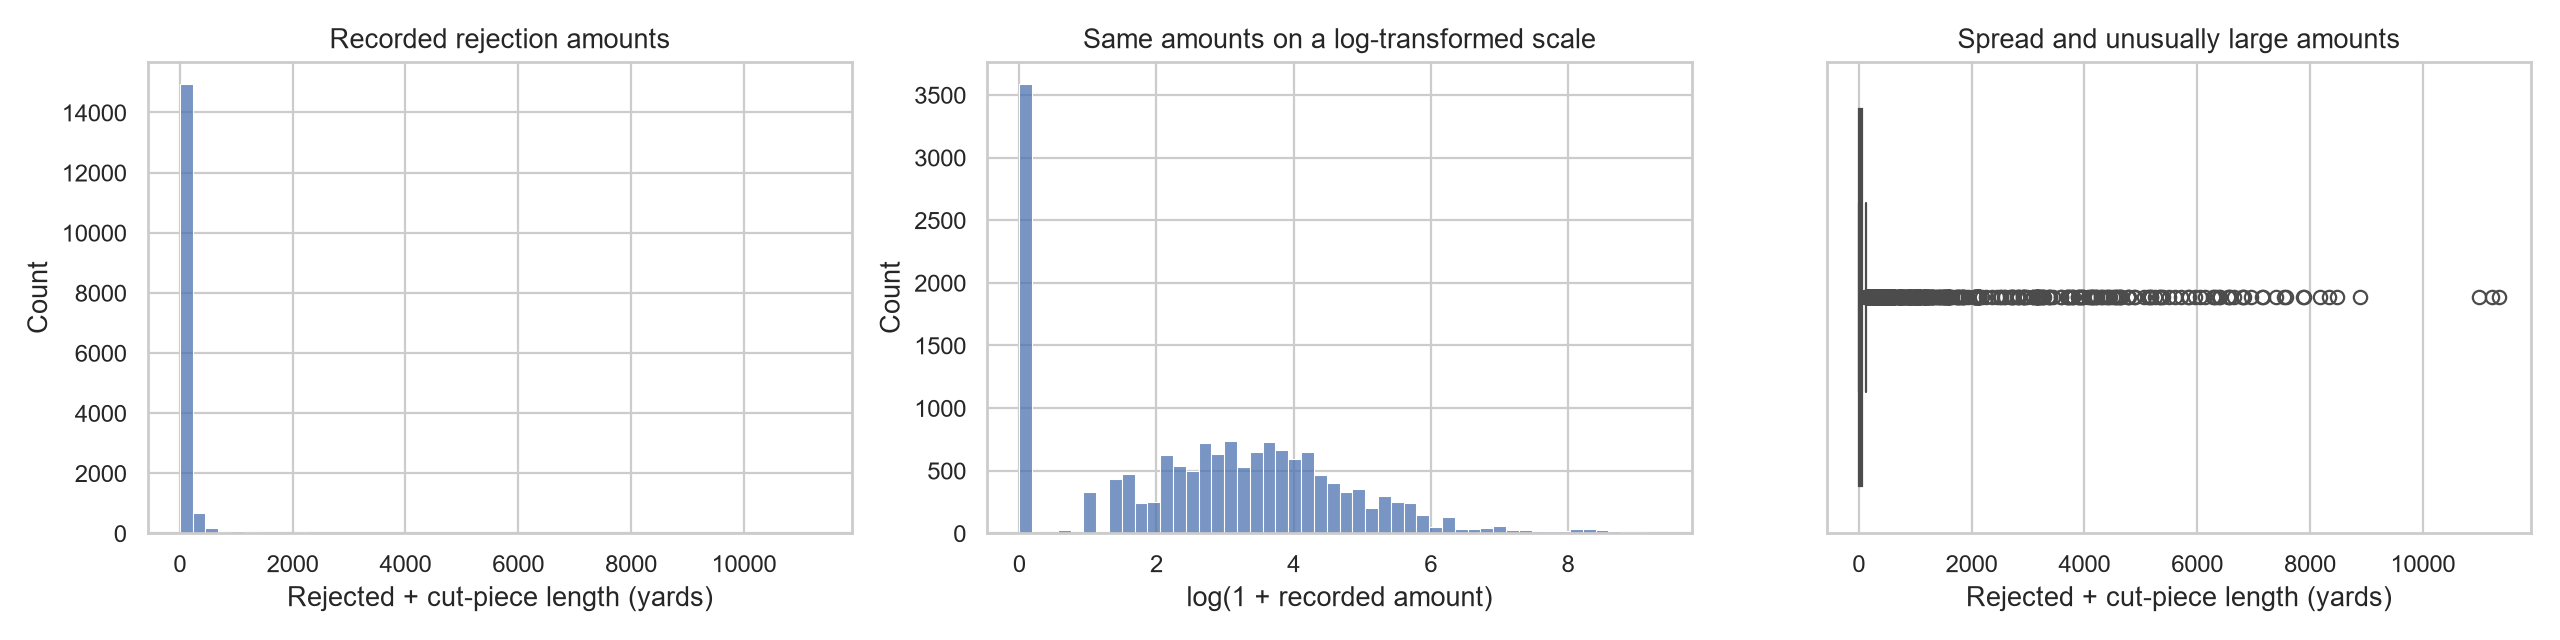 Recorded rejection amounts
14000
12000
10000
8000
6000
4000
2000
0
Count
0 2000 4000 6000 8000 10000
Rejected + cut-piece length (yards)
Same amounts on a log-transformed scale
3500
3000
2500
2000
1500
1000
500
0
Count
0 2 4 6 8
log(1 + recorded amount)
Spread and unusually large amounts
0 2000 4000 6000 8000 10000
Rejected + cut-piece length (yards)